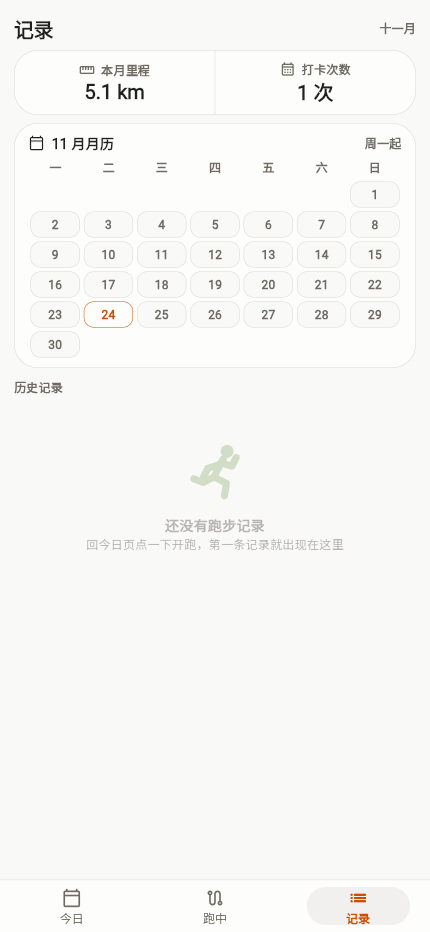 记录
十一月
本月里程
打卡次数
5.1 km
1 次
11 月月历
周一起
一 二 三 四 五 六 日
1
2 3 4 5 6 7 8
9 10 11 12 13 14 15
16 17 18 19 20 21 22
23 24 25 26 27 28 29
30
历史记录
还没有跑步记录
回今日页点一下开跑，第一条记录就出现在这里
今日
跑中
记录